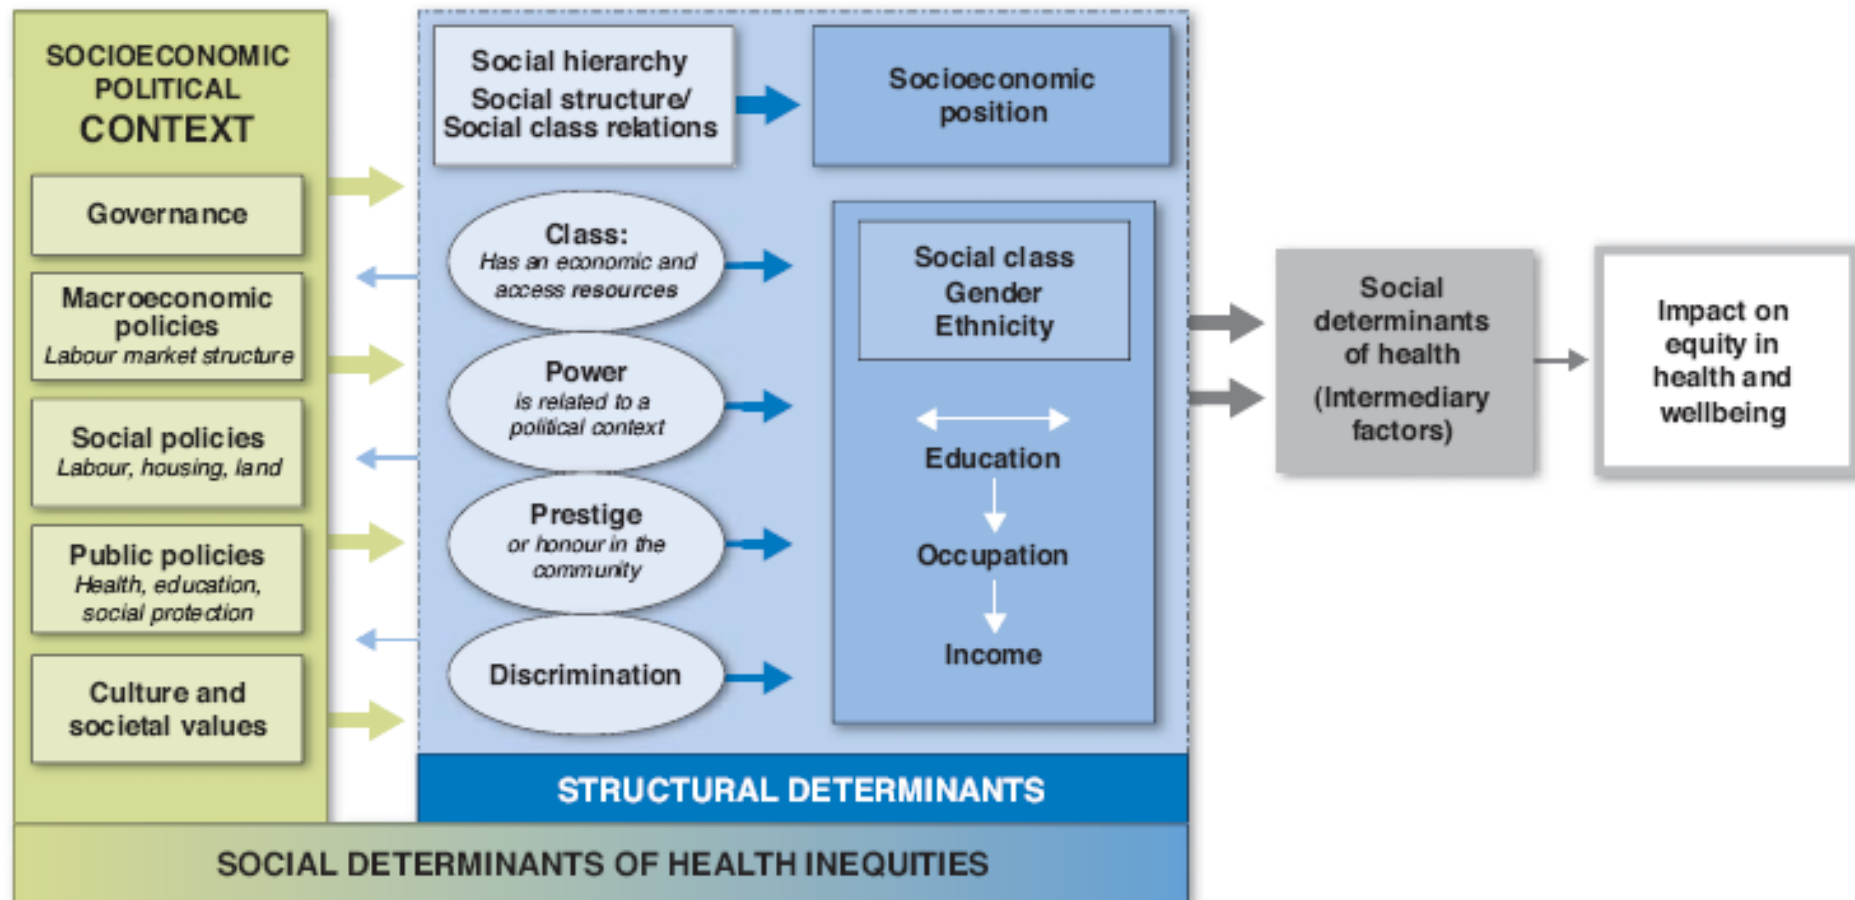 SOCIOECONOMIC
POLITICAL
CONTEXT
Governance
Macroeconomic
policies
Labour market structure
Social policies
Labour, housing, land
Public policies
Health, education,
social protection
Culture and
societal values
Social hierarchy
Social structure/
Social class relations
Socioeconomic
position
Class:
Has an economic and
access resources
Power
is related to a
political context
Prestige
or honour in the
community
Discrimination
Social class
Gender
Ethnicity
Education
Occupation
Income
STRUCTURAL DETERMINANTS
SOCIAL DETERMINANTS OF HEALTH INEQUITIES
Social
determinants
of health
(Intermediary
factors)
Impact on
equity in
health and
wellbeing